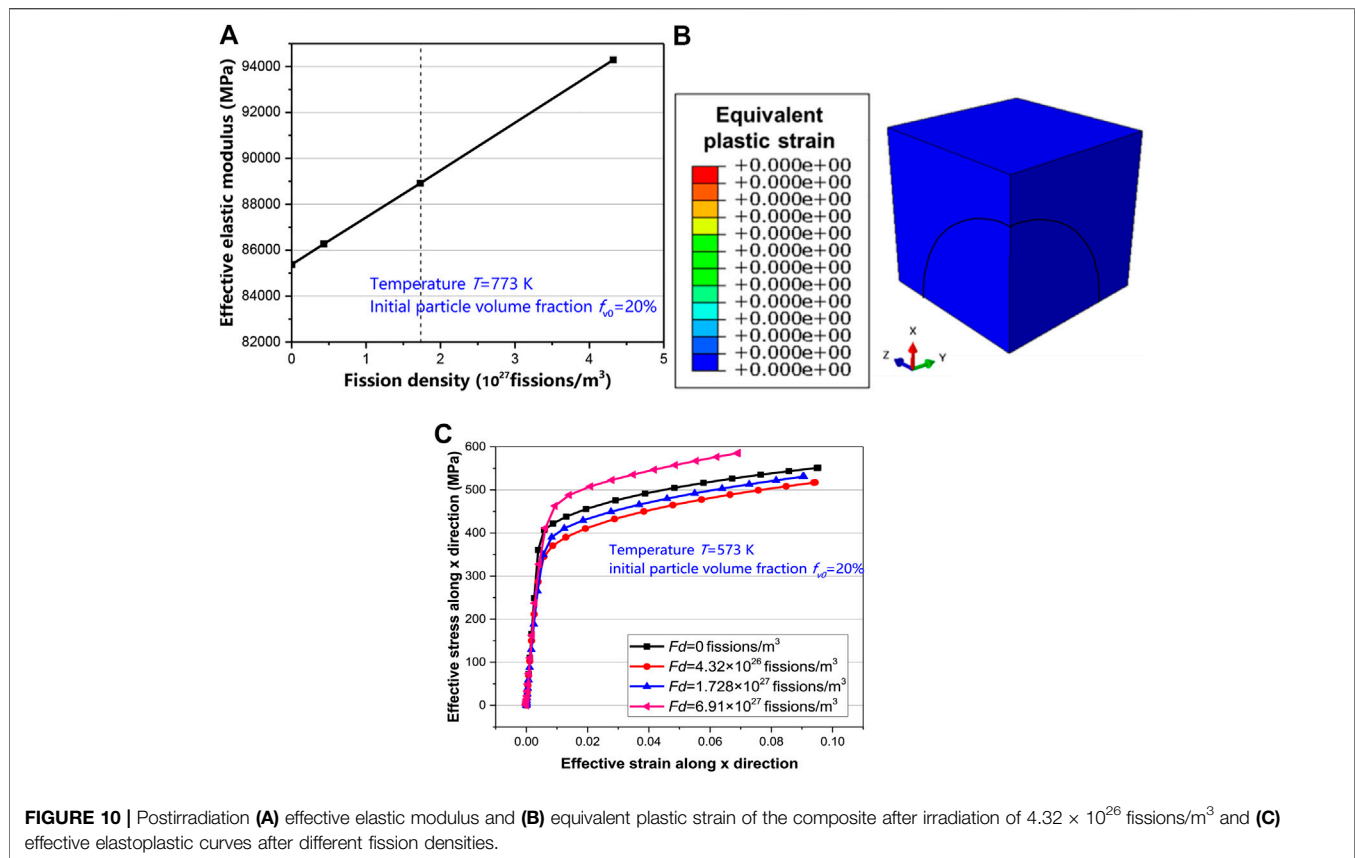 A
Effective elastic modulus (MPa)
94000
92000
90000
88000
86000
84000
82000
Temperature T=773 K
Initial particle volume fraction fv0=20%
0 1 2 3 4 5
Fission density (10²⁷fissions/m³)
B
Equivalent
plastic strain
+0.000e+00
+0.000e+00
+0.000e+00
+0.000e+00
+0.000e+00
+0.000e+00
+0.000e+00
+0.000e+00
+0.000e+00
+0.000e+00
+0.000e+00
+0.000e+00
+0.000e+00
X
Z
Y
C
Effective stress along x direction (MPa)
600
500
400
300
200
100
0
Temperature T=573 K
initial particle volume fraction fv0=20%
Fd=0 fissions/m³
Fd=4.32×10²⁶ fissions/m³
Fd=1.728×10²⁷ fissions/m³
Fd=6.91×10²⁷ fissions/m³
0.00 0.02 0.04 0.06 0.08 0.10
Effective strain along x direction
FIGURE 10 | Postirradiation (A) effective elastic modulus and (B) equivalent plastic strain of the composite after irradiation of 4.32 × 10²⁶ fissions/m³ and (C)
effective elastoplastic curves after different fission densities.